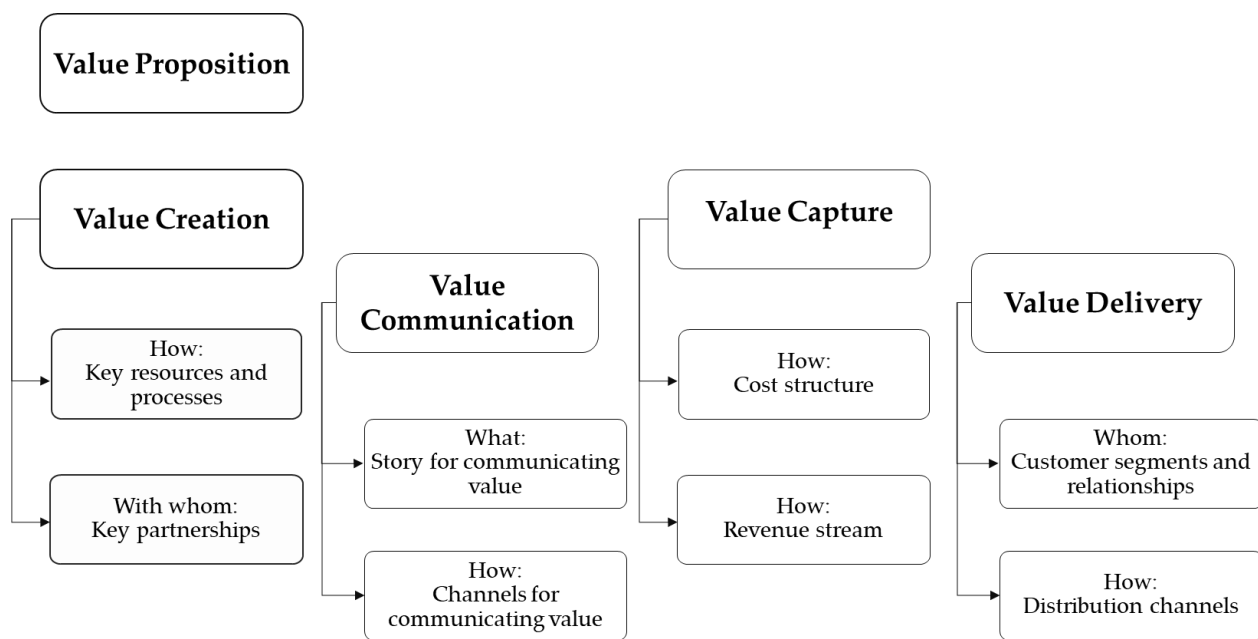 Value Proposition
Value Creation
How:
Key resources and
processes
With whom:
Key partnerships
Value
Communication
What:
Story for communicating
value
How:
Channels for
communicating value
Value Capture
How:
Cost structure
How:
Revenue stream
Value Delivery
Whom:
Customer segments and
relationships
How:
Distribution channels